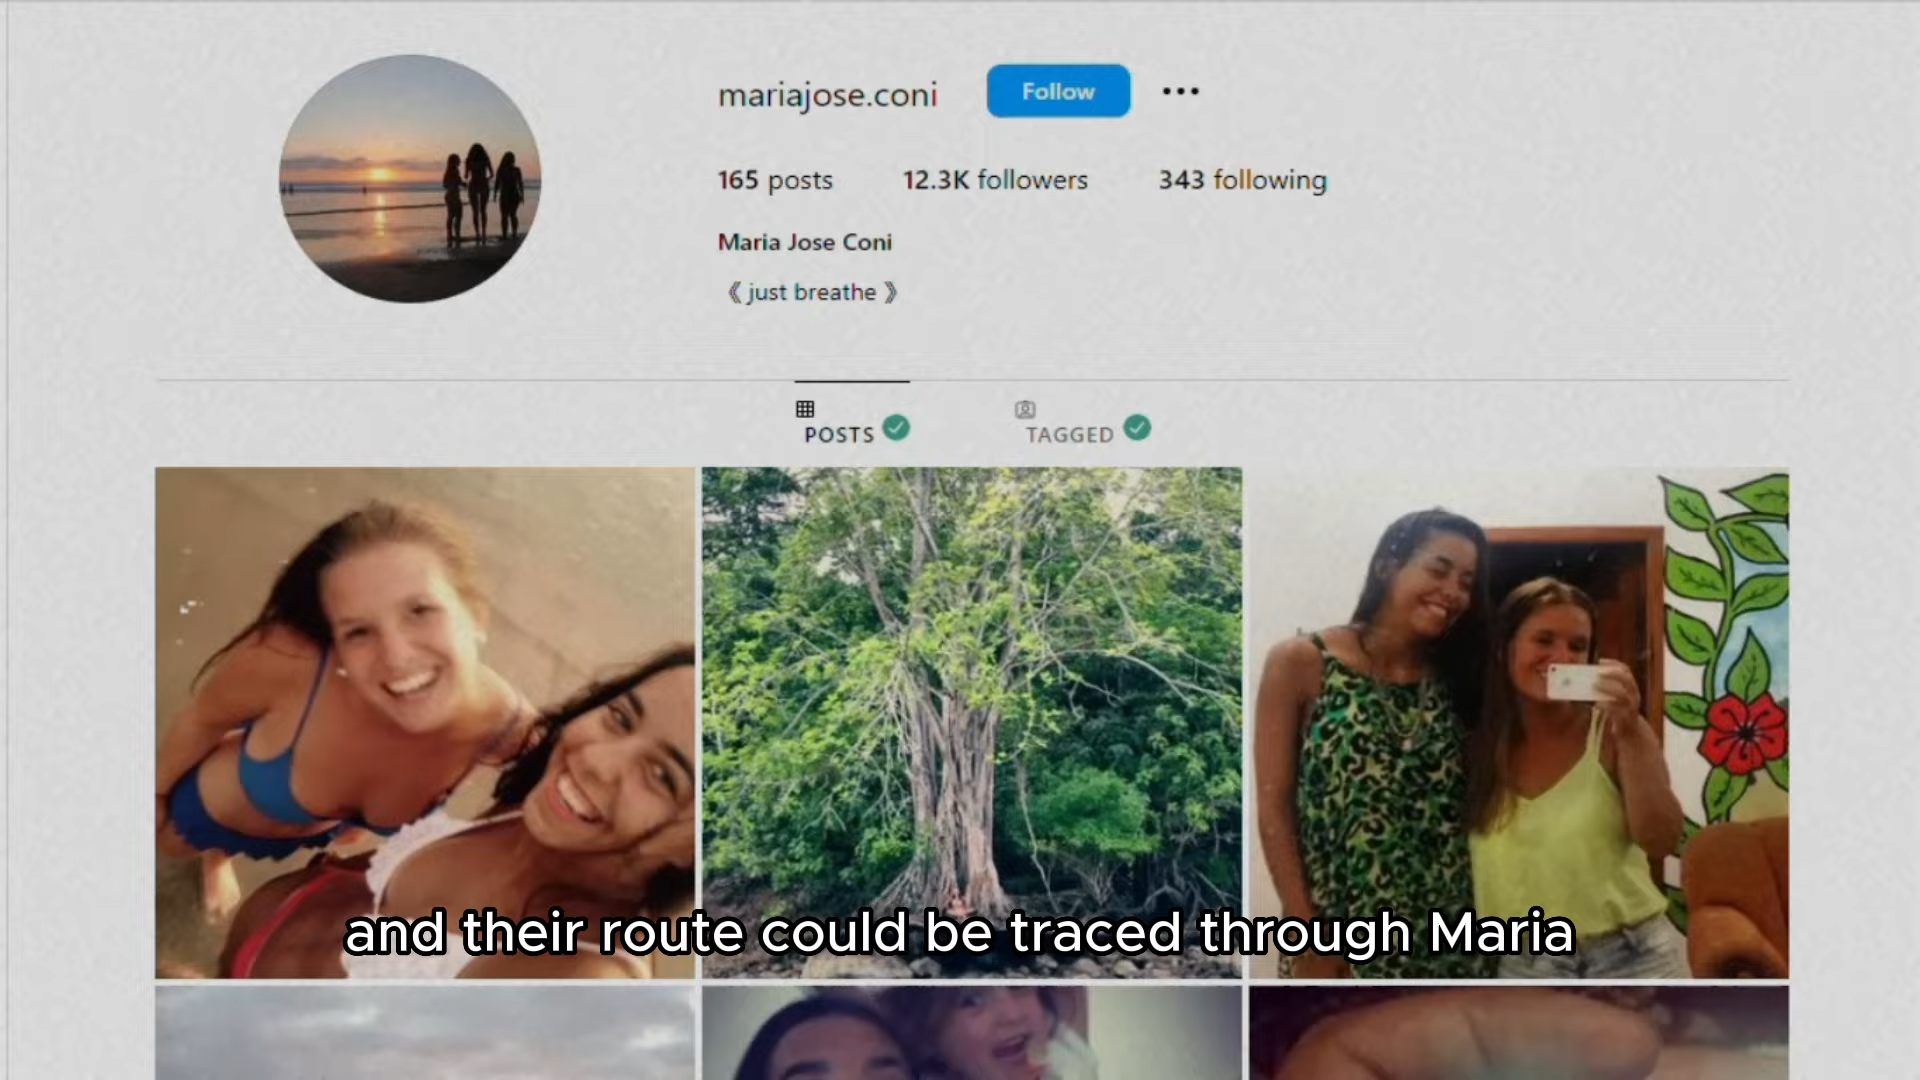 mariajose.coni
Follow
165 posts 12.3K followers 343 following
Maria Jose Coni
《 just breathe 》
POSTS
TAGGED
and their route could be traced through Maria